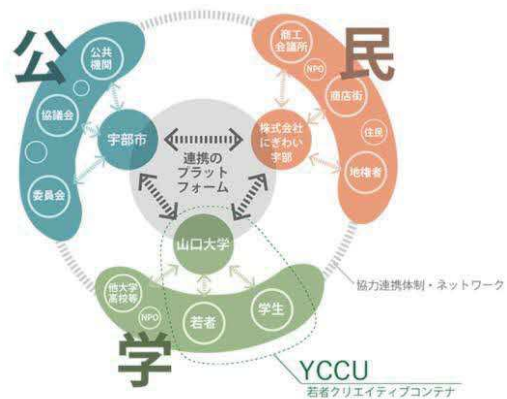 公
公共
機関
協議会
委員会
宇部市
民
商工
会議所
NPO
商店街
住民
地権者
株式会社
にぎわい
宇部
連携の
プラット
フォーム
山口大学
他大学
高校等
NPO
若者
学生
学
協力連携体制・ネットワーク
YCCU
若者クリエイティブコンテナ